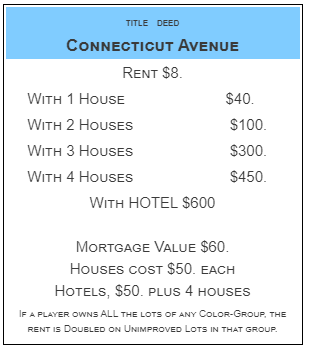 TITLE DEED
CONNECTICUT AVENUE
RENT $8.
WITH 1 HOUSE $40.
WITH 2 HOUSES $100.
WITH 3 HOUSES $300.
WITH 4 HOUSES $450.
WITH HOTEL $600
MORTGAGE VALUE $60.
HOUSES COST $50. EACH
HOTELS, $50. PLUS 4 HOUSES
IF A PLAYER OWNS ALL THE LOTS OF ANY COLOR-GROUP, THE
RENT IS DOUBLED ON UNIMPROVED LOTS IN THAT GROUP.